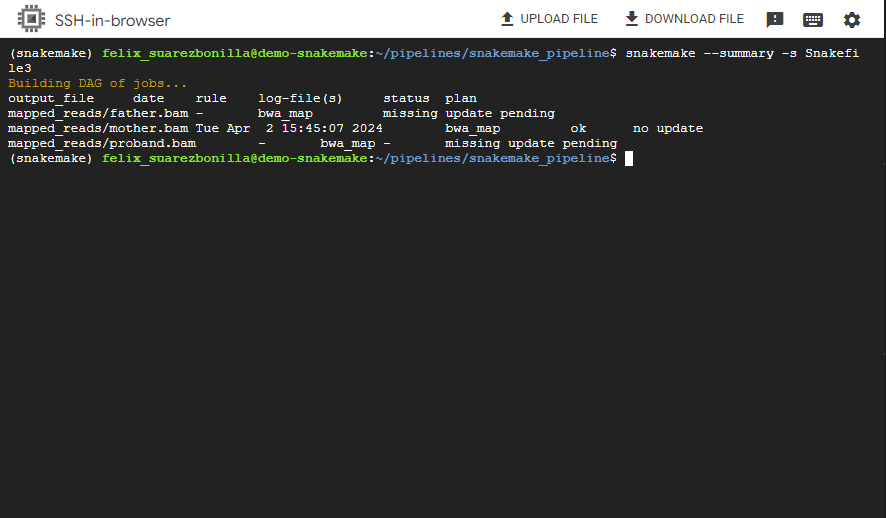 SSH-in-browser UPLOAD FILE DOWNLOAD FILE
(snakemake) felix_suarezbonilla@demo-snakemake:~/pipelines/snakemake_pipeline$ snakemake --summary -s Snakefi
le3
Building DAG of jobs...
output_file date rule log-file(s) status plan
mapped_reads/father.bam - bwa_map missing update pending
mapped_reads/mother.bam Tue Apr 2 15:45:07 2024 bwa_map ok no update
mapped_reads/proband.bam - bwa_map - missing update pending
(snakemake) felix_suarezbonilla@demo-snakemake:~/pipelines/snakemake_pipeline$